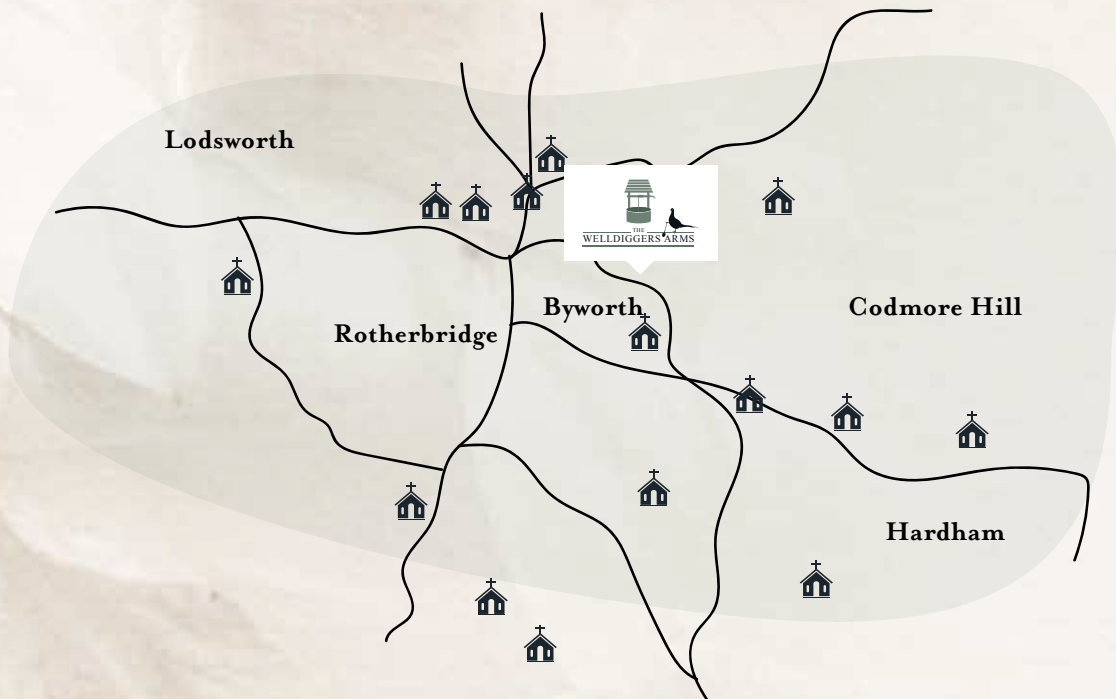 Lodsworth
THE
WELLDIGGERS ARMS
Byworth
Codmore Hill
Rotherbridge
Hardham